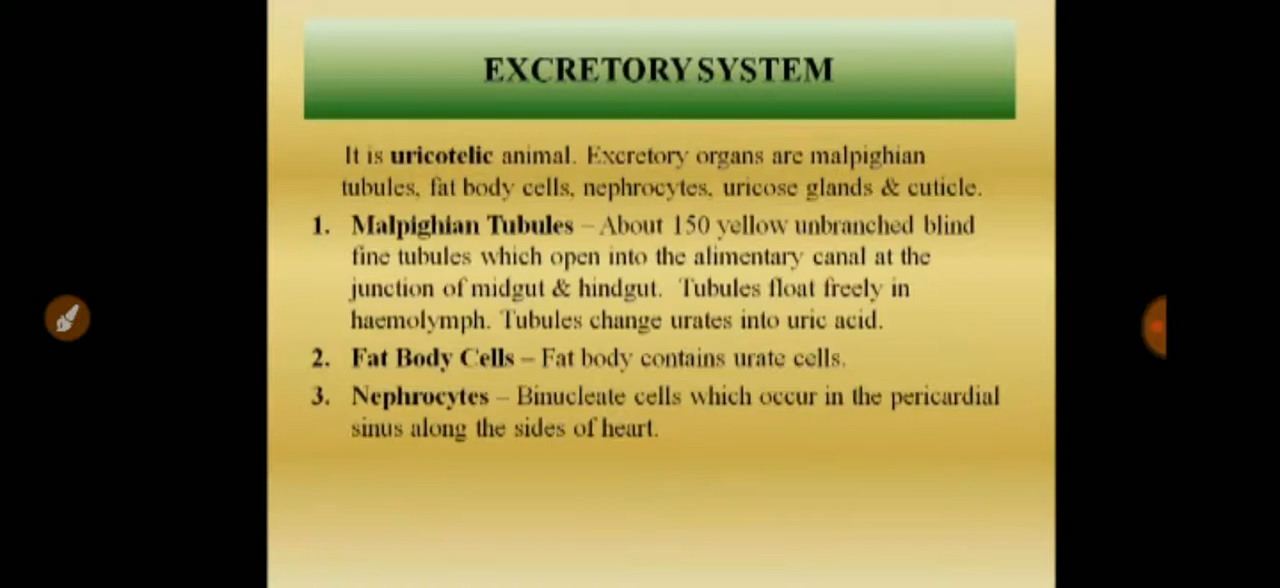 EXCRETORY SYSTEM
It is uricotelic animal. Excretory organs are malpighian
tubules, fat body cells, nephrocytes, uricose glands & cuticle.
1. Malpighian Tubules – About 150 yellow unbranched blind
fine tubules which open into the alimentary canal at the
junction of midgut & hindgut. Tubules float freely in
haemolymph. Tubules change urates into uric acid.
2. Fat Body Cells – Fat body contains urate cells.
3. Nephrocytes – Binucleate cells which occur in the pericardial
sinus along the sides of heart.